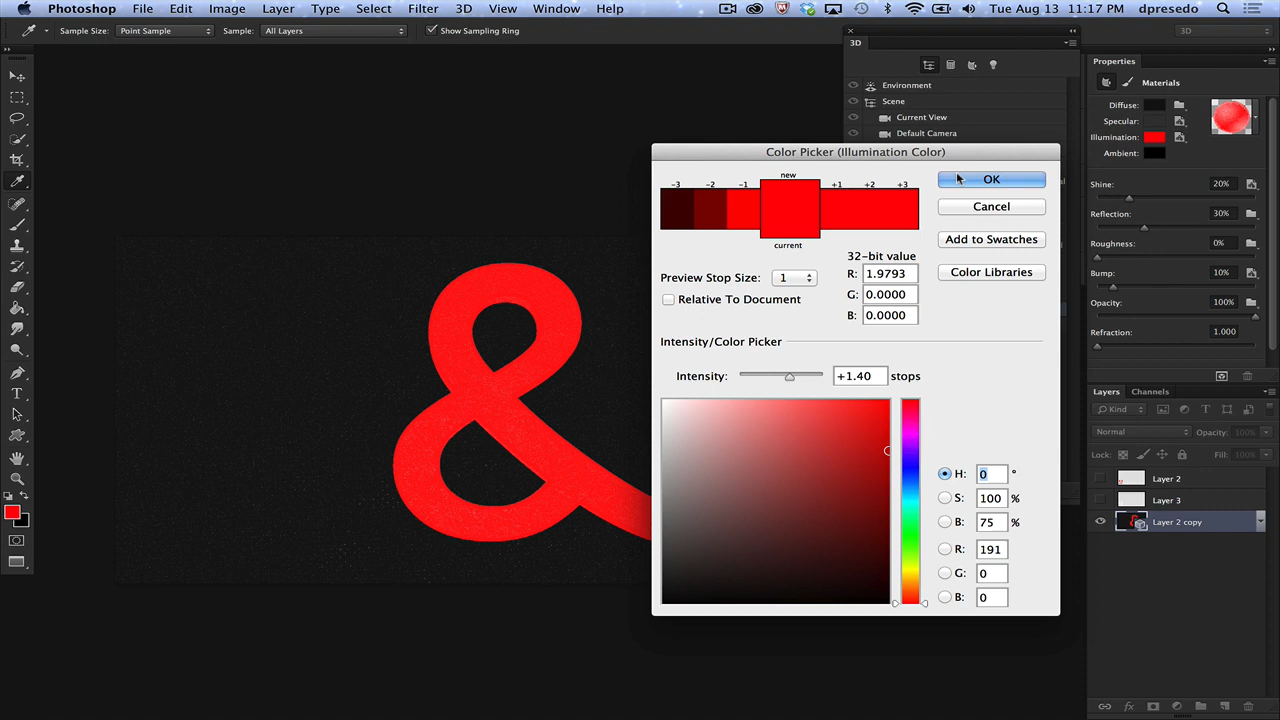 Photoshop File Edit Image Layer Type Select Filter 3D View Window Help Tue Aug 13 11:17 PM dpresedo
Sample Size: Point Sample Sample: All Layers Show Sampling Ring 3D
3D
Environment
Scene
Current View
Default Camera
Properties
Materials
Diffuse:
Specular:
Illumination:
Ambient:
Shine: 20%
Reflection: 30%
Roughness: 0%
Bump: 10%
Opacity: 100%
Refraction: 1.000
Color Picker (Illumination Color)
new
-3 -2 -1 +1 +2 +3
current
OK
Cancel
Add to Swatches
Color Libraries
Preview Stop Size: 1
Relative To Document
32-bit value
R: 1.9793
G: 0.0000
B: 0.0000
Intensity/Color Picker
Intensity: +1.40 stops
H: 0 °
S: 100 %
B: 75 %
R: 191
G: 0
B: 0
&
Layers Channels
Kind
Normal Opacity: 100%
Lock: Fill: 100%
Layer 2
Layer 3
Layer 2 copy
fx